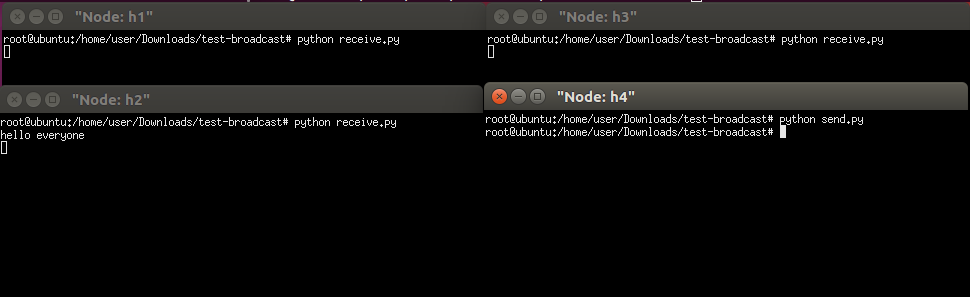 "Node: h1"
root@ubuntu:/home/user/Downloads/test-broadcast# python receive.py
"Node: h3"
root@ubuntu:/home/user/Downloads/test-broadcast# python receive.py
"Node: h2"
root@ubuntu:/home/user/Downloads/test-broadcast# python receive.py
hello everyone
"Node: h4"
root@ubuntu:/home/user/Downloads/test-broadcast# python send.py
root@ubuntu:/home/user/Downloads/test-broadcast#